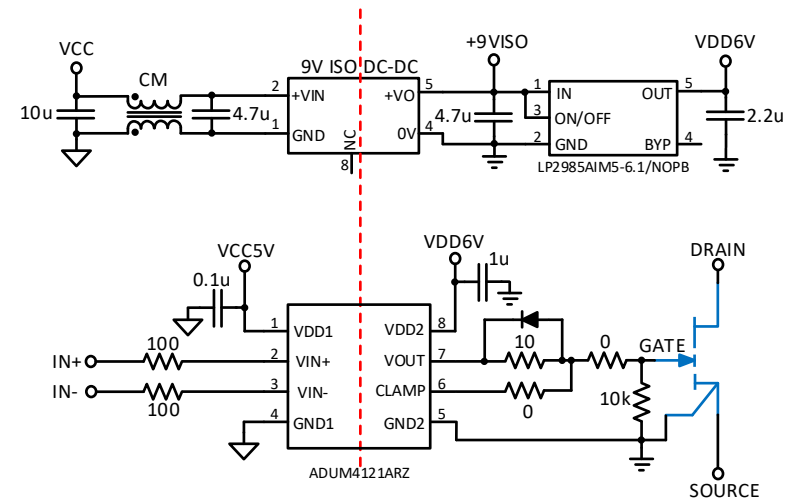 VCC
CM
10u
4.7u
9V ISO DC-DC
2
+VIN
1
GND
NC
8
+VO
5
0V
4
+9VISO
4.7u
1
IN
3
ON/OFF
2
GND
OUT
5
BYP
4
LP2985AIM5-6.1/NOPB
VDD6V
2.2u
VCC5V
0.1u
IN+
100
IN-
100
1
VDD1
2
VIN+
3
VIN-
4
GND1
VDD2
8
VOUT
7
CLAMP
6
GND2
5
ADUM4121ARZ
VDD6V
1u
10
0
0
GATE
10k
DRAIN
SOURCE